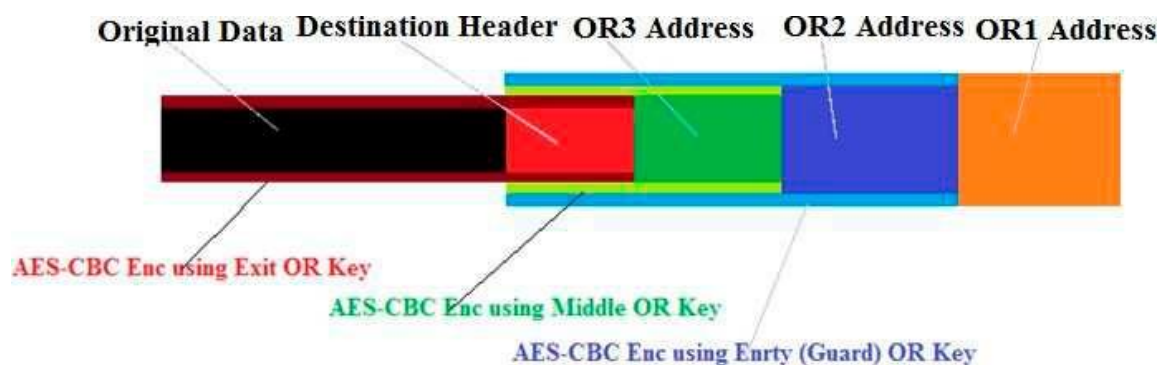 Original Data
Destination Header
OR3 Address
OR2 Address
OR1 Address
AES-CBC Enc using Exit OR Key
AES-CBC Enc using Middle OR Key
AES-CBC Enc using Enrty (Guard) OR Key